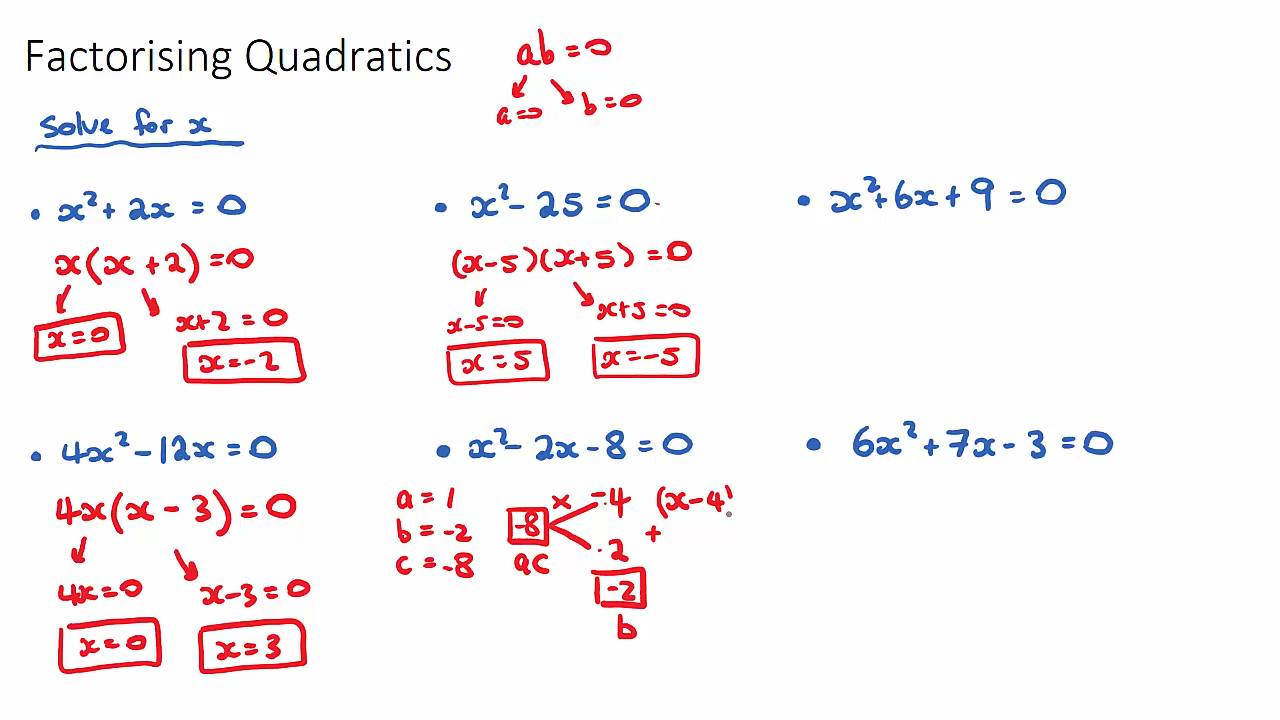 Factorising Quadratics
ab = 0
a = 0
b = 0
Solve for x
• x² + 2x = 0
x(x + 2) = 0
x = 0
x + 2 = 0
x = -2
• x² - 25 = 0
(x - 5)(x + 5) = 0
x - 5 = 0
x + 5 = 0
x = 5
x = -5
• x² + 6x + 9 = 0
• 4x² - 12x = 0
4x(x - 3) = 0
4x = 0
x - 3 = 0
x = 0
x = 3
• x² - 2x - 8 = 0
a = 1
b = -2
c = -8
-8
ac
×
-4
2
+
-2
b
(x - 4)
• 6x² + 7x - 3 = 0